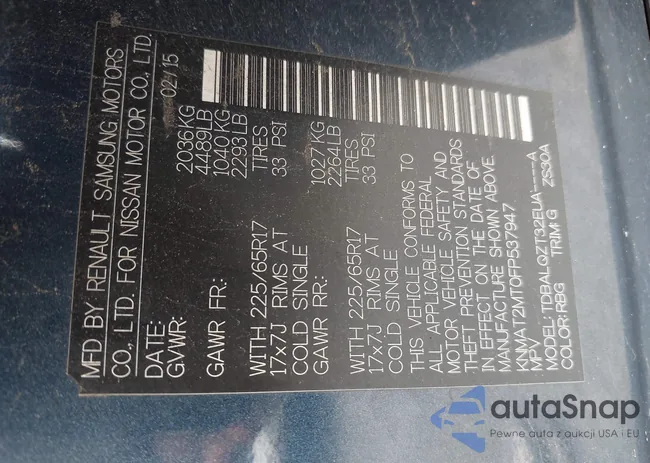 MFD BY RENAULT SAMSUNG MOTORS
CO., LTD. FOR NISSAN MOTOR CO., LTD.
DATE: 02/15
GVWR: 2036KG
4489LB
GAWR FR: 1040KG
2293LB
WITH 225/65R17 TIRES
17x7J RIMS AT 33 PSI
COLD SINGLE
GAWR RR: 1027KG
2264LB
WITH 225/65R17 TIRES
17x7J RIMS AT 33 PSI
COLD SINGLE
THIS VEHICLE CONFORMS TO
ALL APPLICABLE FEDERAL
MOTOR VEHICLE SAFETY AND
THEFT PREVENTION STANDARDS
IN EFFECT ON THE DATE OF
MANUFACTURE SHOWN ABOVE.
KNMAT2MT0FP537947
MPV
MODEL: TDBALQZT32EUA-----A
COLOR: RBG TRIM: G ZS30A
autaSnap
Pewne auta z aukcji USA i EU